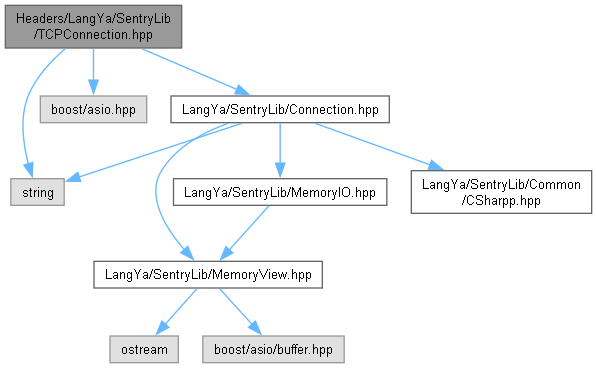 Headers/LangYa/SentryLib
/TCPConnection.hpp
boost/asio.hpp
LangYa/SentryLib/Connection.hpp
string
LangYa/SentryLib/MemoryIO.hpp
LangYa/SentryLib/Common
/CSharpp.hpp
LangYa/SentryLib/MemoryView.hpp
ostream
boost/asio/buffer.hpp